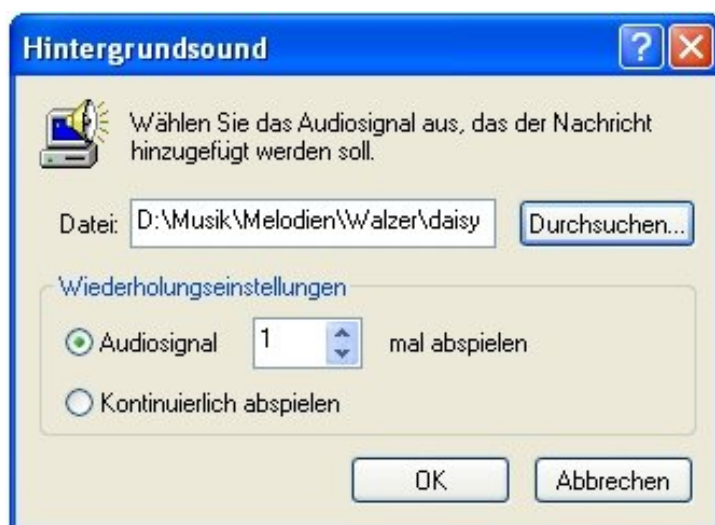 Hintergrundsound
Wählen Sie das Audiosignal aus, das der Nachricht
hinzugefügt werden soll.
Datei: D:\Musik\Melodien\Walzer\daisy Durchsuchen...
Wiederholungseinstellungen
Audiosignal 1 mal abspielen
Kontinuierlich abspielen
OK Abbrechen